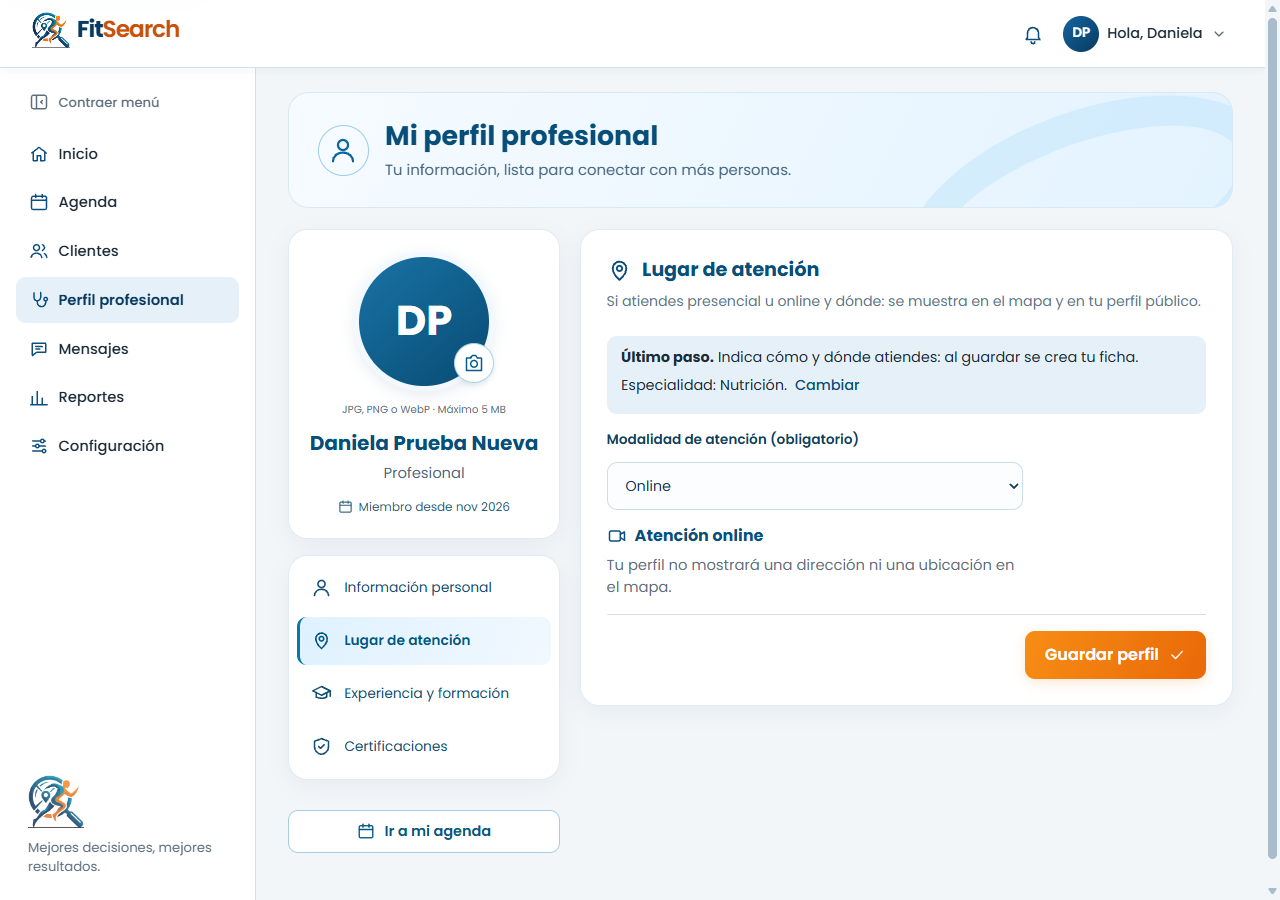 FitSearch
DP
Hola, Daniela
Contraer menú
Inicio
Agenda
Clientes
Perfil profesional
Mensajes
Reportes
Configuración
Mejores decisiones, mejores
resultados.
Mi perfil profesional
Tu información, lista para conectar con más personas.
DP
JPG, PNG o WebP · Máximo 5 MB
Daniela Prueba Nueva
Profesional
Miembro desde nov 2026
Información personal
Lugar de atención
Experiencia y formación
Certificaciones
Ir a mi agenda
Lugar de atención
Si atiendes presencial u online y dónde: se muestra en el mapa y en tu perfil público.
Último paso. Indica cómo y dónde atiendes: al guardar se crea tu ficha.
Especialidad: Nutrición. Cambiar
Modalidad de atención (obligatorio)
Online
Atención online
Tu perfil no mostrará una dirección ni una ubicación en
el mapa.
Guardar perfil